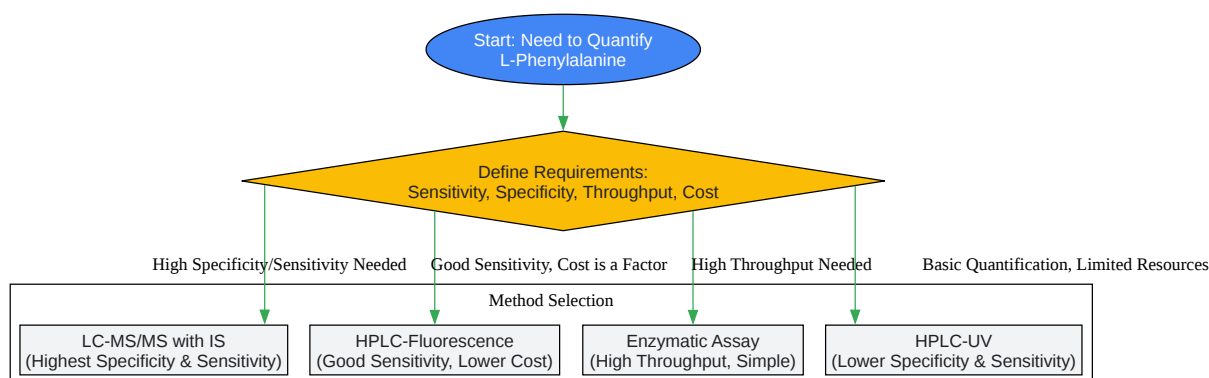 Start: Need to Quantify
L-Phenylalanine
Define Requirements:
Sensitivity, Specificity, Throughput, Cost
High Specificity/Sensitivity Needed
Good Sensitivity, Cost is a Factor
High Throughput Needed
Basic Quantification, Limited Resources
Method Selection
LC-MS/MS with IS
(Highest Specificity & Sensitivity)
HPLC-Fluorescence
(Good Sensitivity, Lower Cost)
Enzymatic Assay
(High Throughput, Simple)
HPLC-UV
(Lower Specificity & Sensitivity)